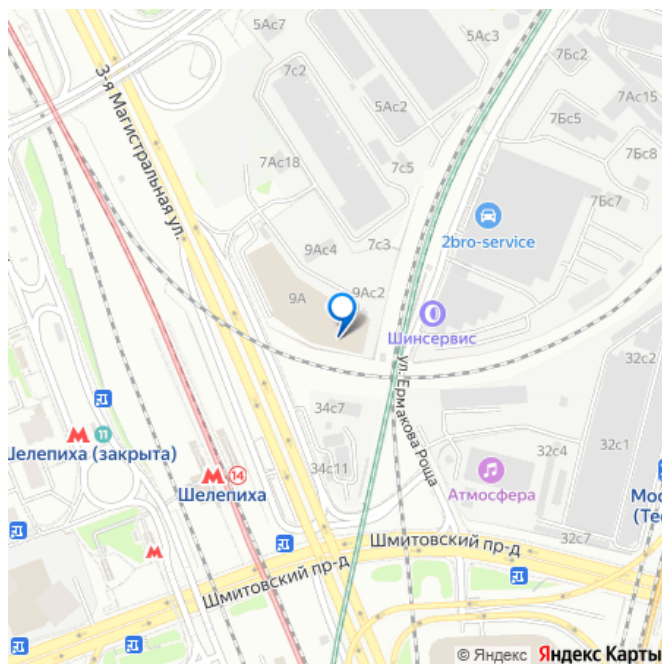 5Ас7
5Ас3
7с2
7Бс2
5Ас2
7Ас15
7Бс5
3-я Магистральная ул.
7Ас18
7с5
7Бс8
7Бс7
2bro-service
9Ас4
7с3
9А
9Ас2
Шинсервис
32с2
ул. Ермакова Роща
34с7
32с1
11
Шелепиха (закрыта)
34с11
32с4
14
Шелепиха
Атмосфера
Мос
(Тес
32с7
Шмитовский пр-д
Шмитовский пр-д
© Яндекс Яндекс Карты